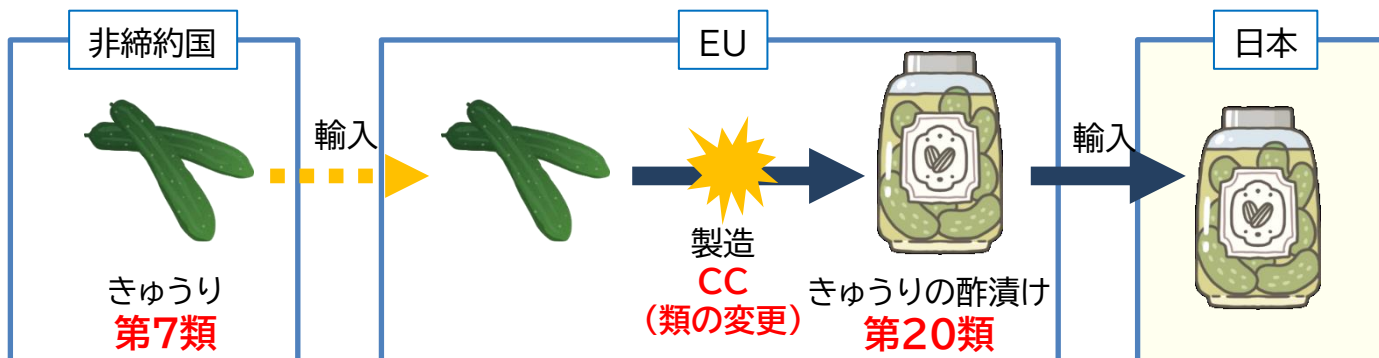 非締約国
EU
日本
輸入
輸入
製造
CC
(類の変更)
きゅうり
第7類
きゅうりの酢漬け
第20類